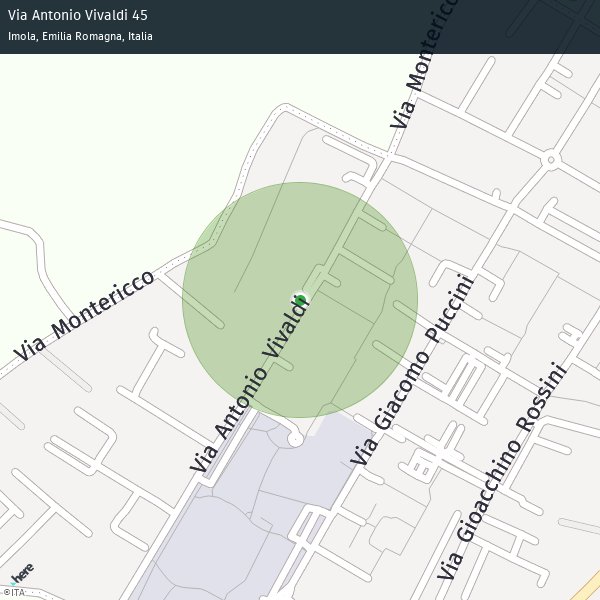 Via Antonio Vivaldi 45
Imola, Emilia Romagna, Italia
Via Montericco
Via Montericco
Via Antonio Vivaldi
Via Giacomo Puccini
Via Gioacchino Rossini
here
©ITA